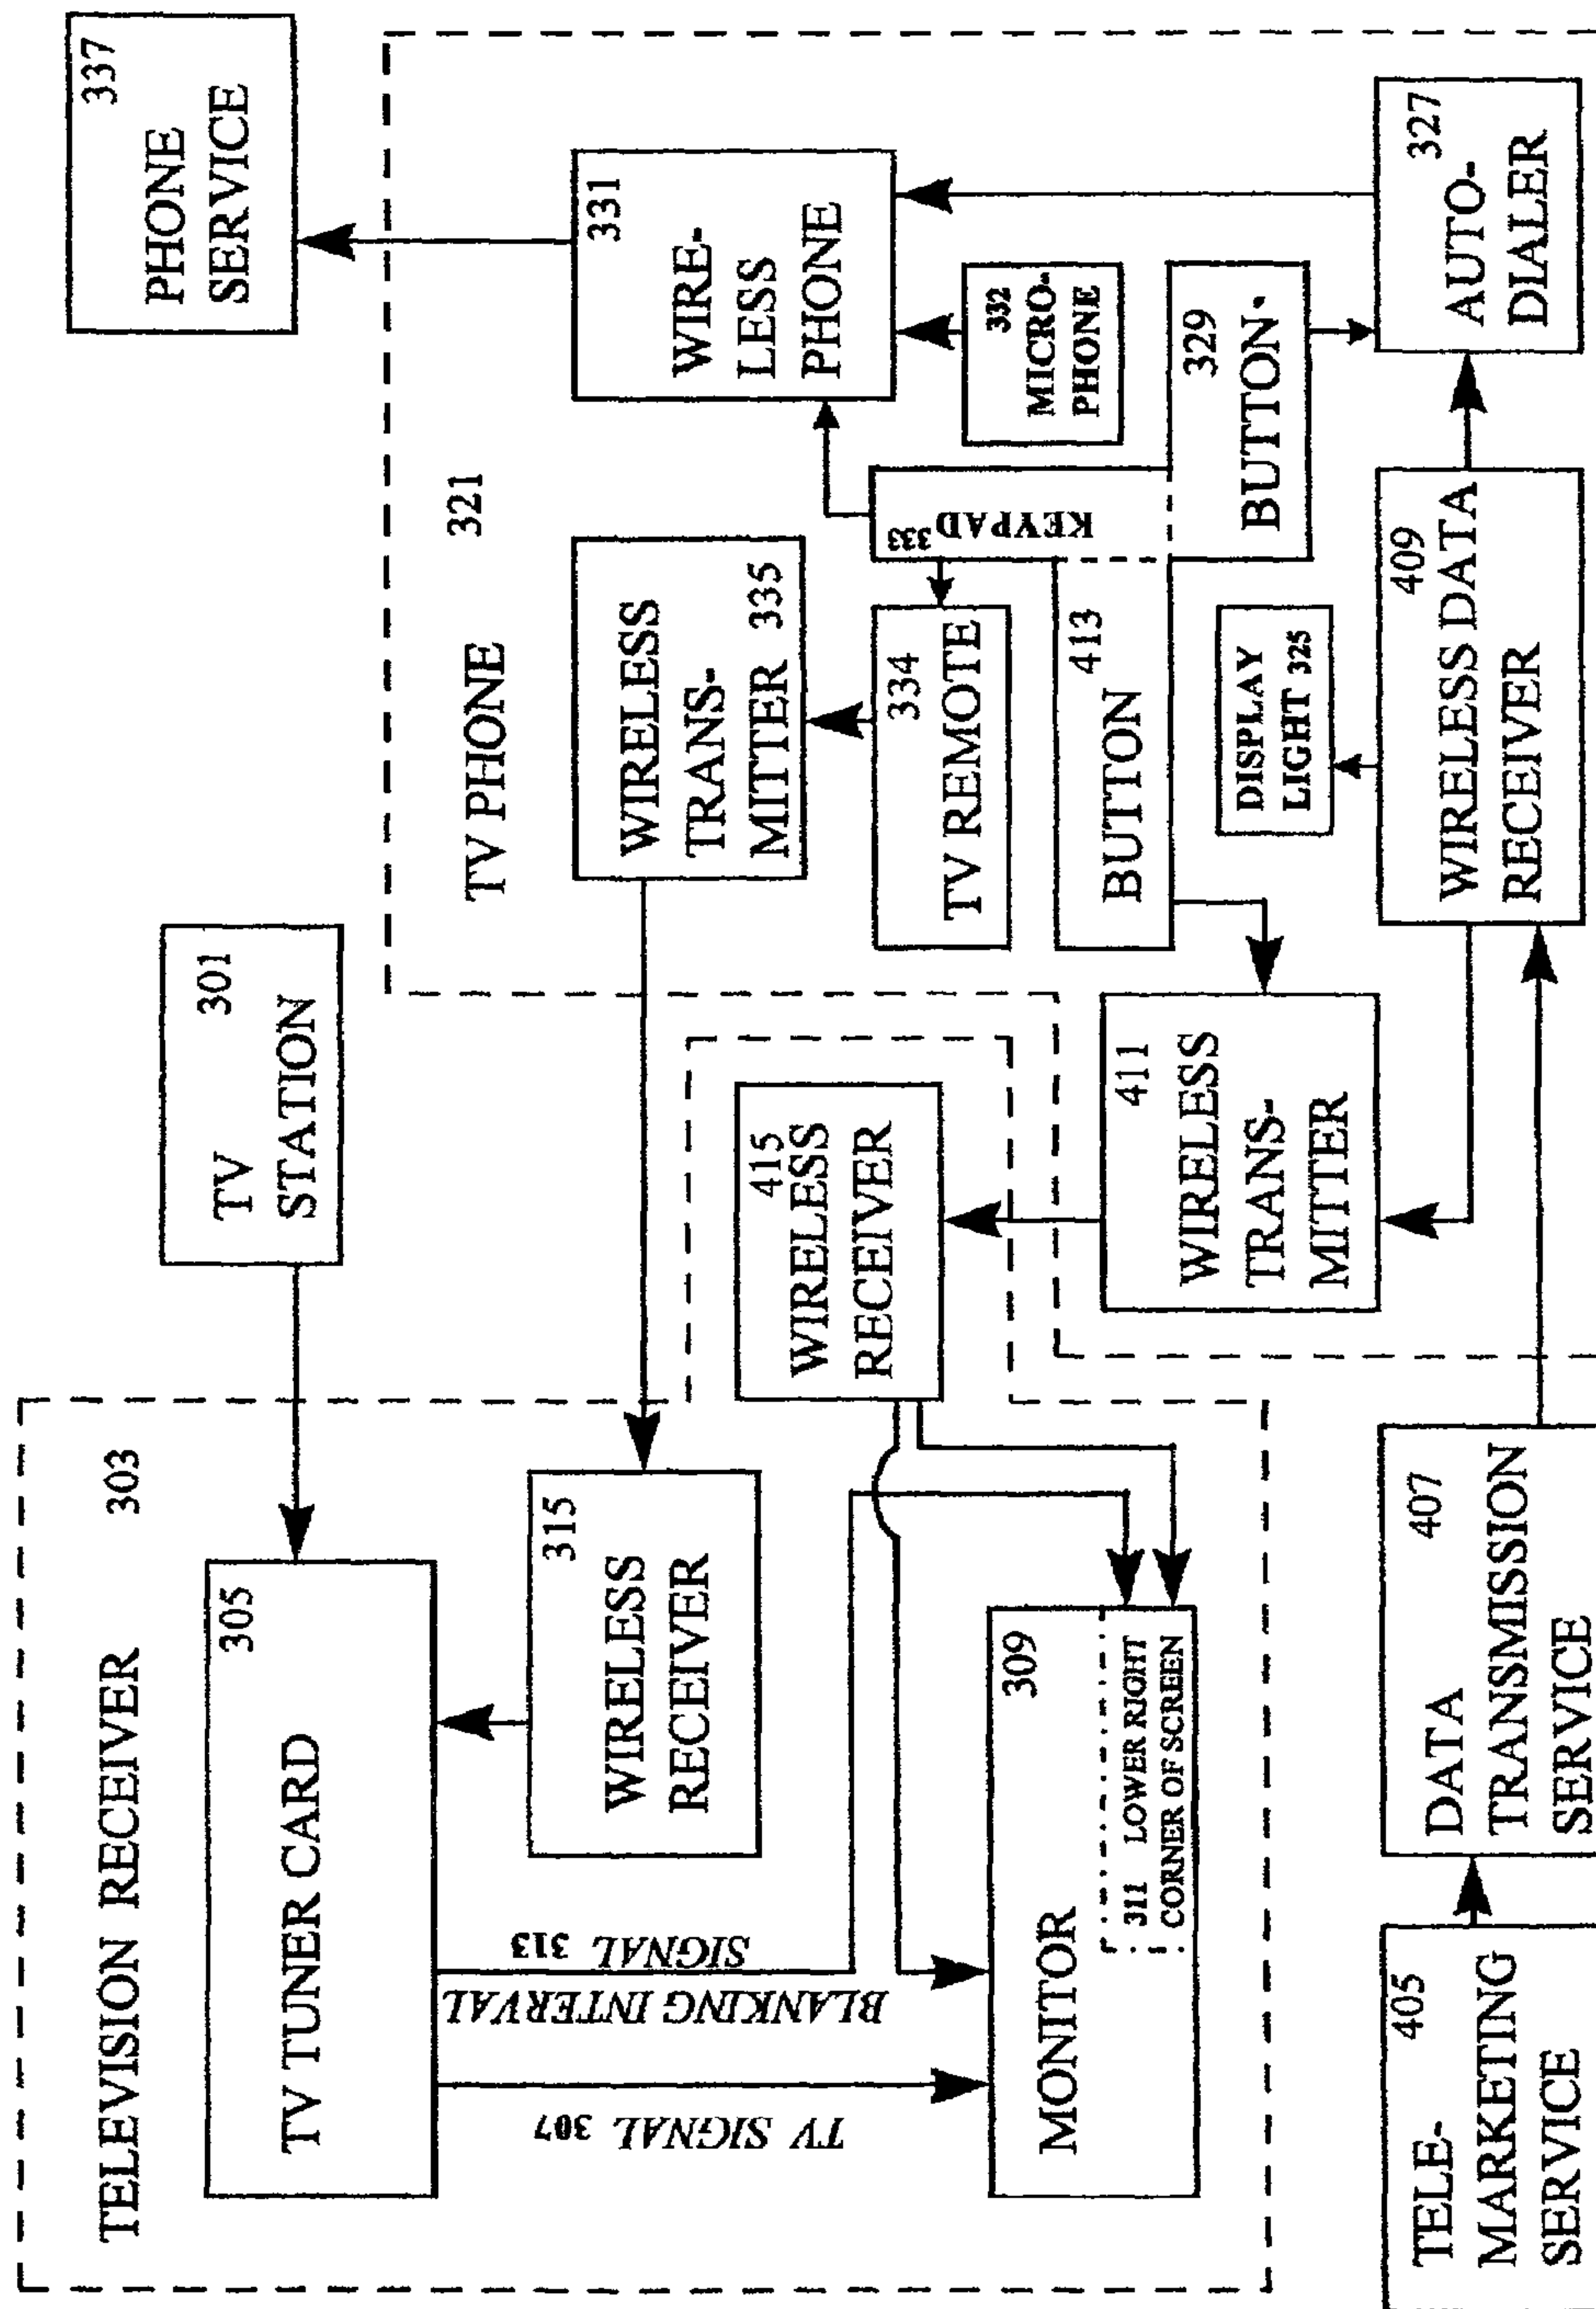 TELEVISION RECEIVER 303
TV TUNER CARD
305
TV
STATION
301
PHONE
SERVICE
337
TV SIGNAL 307
BLANKING INTERVAL
SIGNAL 313
WIRELESS
RECEIVER
315
MONITOR
309
311 LOWER RIGHT
CORNER OF SCREEN
415
WIRELESS
RECEIVER
TV PHONE 321
WIRELESS
TRANS-
MITTER 335
TV REMOTE
334
KEYPAD
333
WIRE-
LESS
PHONE
331
332
MICRO-
PHONE
BUTTON
413
BUTTON-
329
411
WIRELESS
TRANS-
MITTER
DISPLAY
LIGHT 325
WIRELESS DATA
RECEIVER
409
AUTO-
DIALER
327
TELE-
MARKETING
SERVICE
405
DATA
TRANSMISSION
SERVICE
407